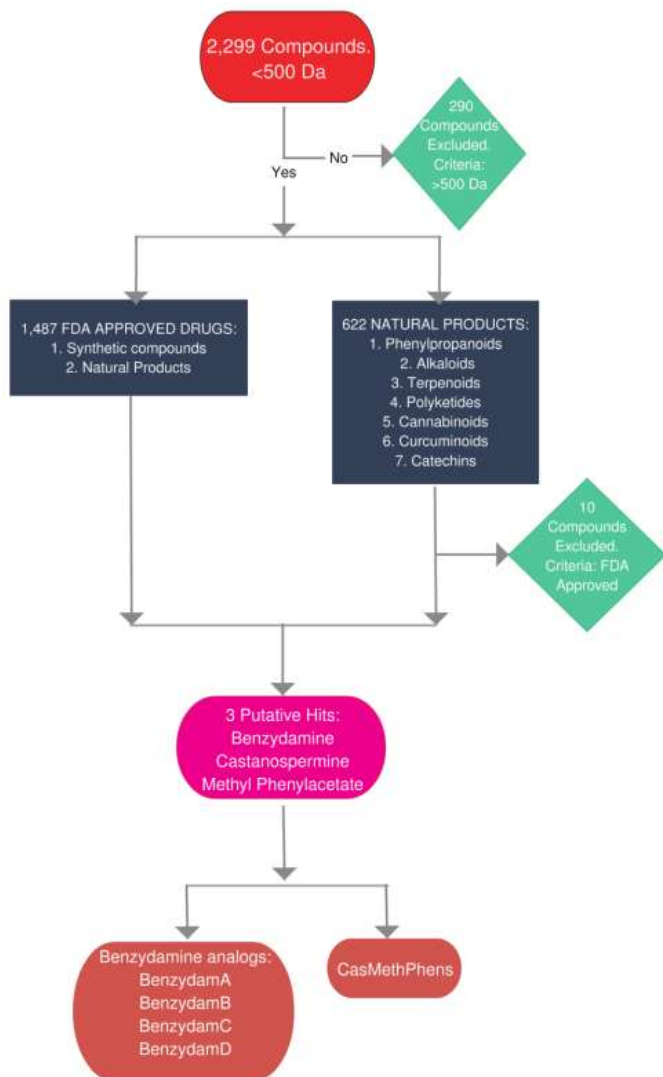 2,299 Compounds.
<500 Da
290
Compounds
Excluded.
Criteria:
>500 Da
No
Yes
1,487 FDA APPROVED DRUGS:
1. Synthetic compounds
2. Natural Products
622 NATURAL PRODUCTS:
1. Phenylpropanoids
2. Alkaloids
3. Terpenoids
4. Polyketides
5. Cannabinoids
6. Curcuminoids
7. Catechins
10
Compounds
Excluded.
Criteria: FDA
Approved
3 Putative Hits:
Benzydamine
Castanospermine
Methyl Phenylacetate
Benzydamine analogs:
BenzydamA
BenzydamB
BenzydamC
BenzydamD
CasMethPhens